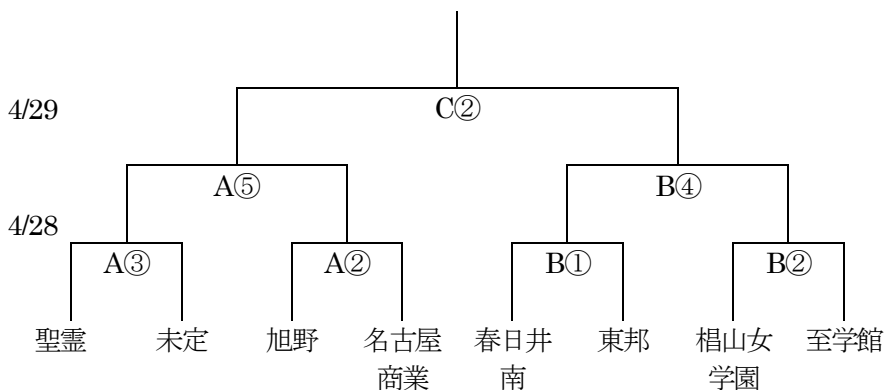 4/29
C②
A⑤
B④
4/28
A③
A②
B①
B②
聖霊
未定
旭野
名古屋
商業
春日井
南
東邦
椙山女
学園
至学館